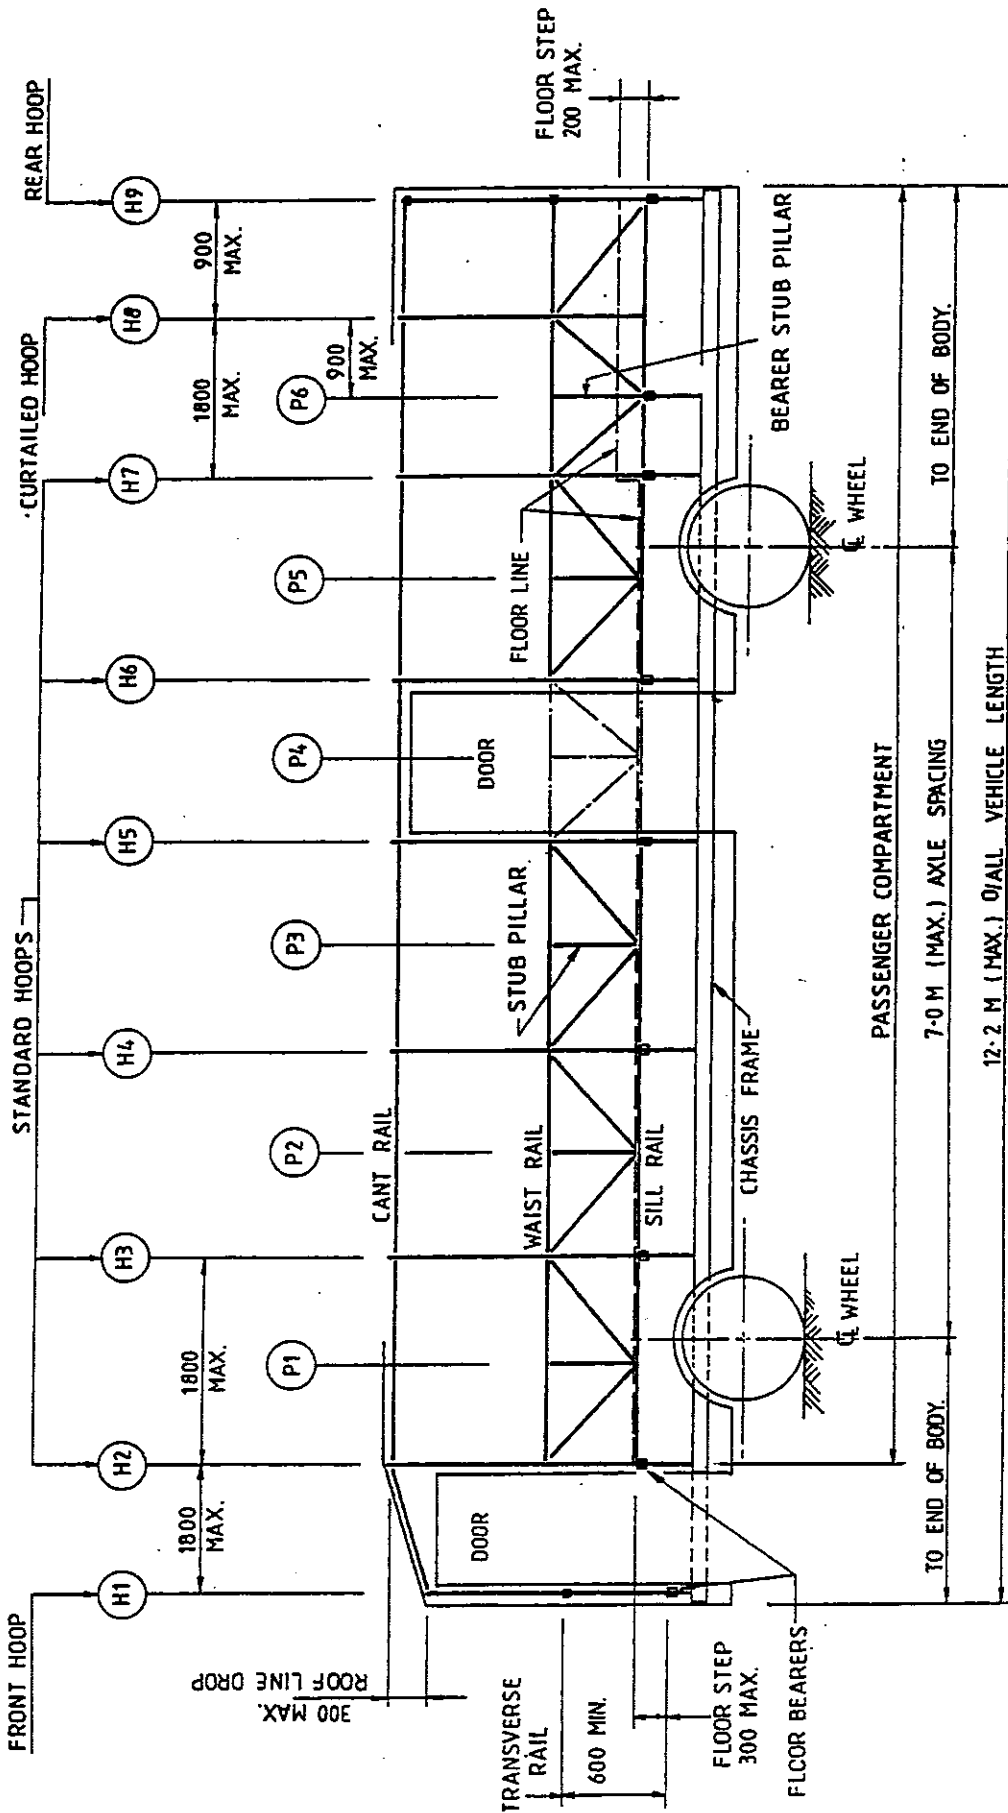 FRONT HOOP
STANDARD HOOPS
CURTAILED HOOP
REAR HOOP
H1
H2
H3
H4
H5
H6
H7
H8
H9
1800
MAX.
1800
MAX.
1800
MAX.
900
MAX.
900
MAX.
P1
P2
P3
P4
P5
P6
300 MAX.
ROOF LINE DROP
CANT RAIL
WAIST RAIL
SILL RAIL
DOOR
STUB PILLAR
DOOR
FLOOR LINE
FLOOR STEP
200 MAX.
TRANSVERSE
RAIL
600 MIN.
FLOOR STEP
300 MAX.
FLOOR BEARERS
CHASSIS FRAME
BEARER STUB PILLAR
℄ WHEEL
℄ WHEEL
PASSENGER COMPARTMENT
TO END OF BODY.
7·0 M (MAX.) AXLE SPACING
TO END OF BODY.
12·2 M (MAX.) O/ALL VEHICLE LENGTH